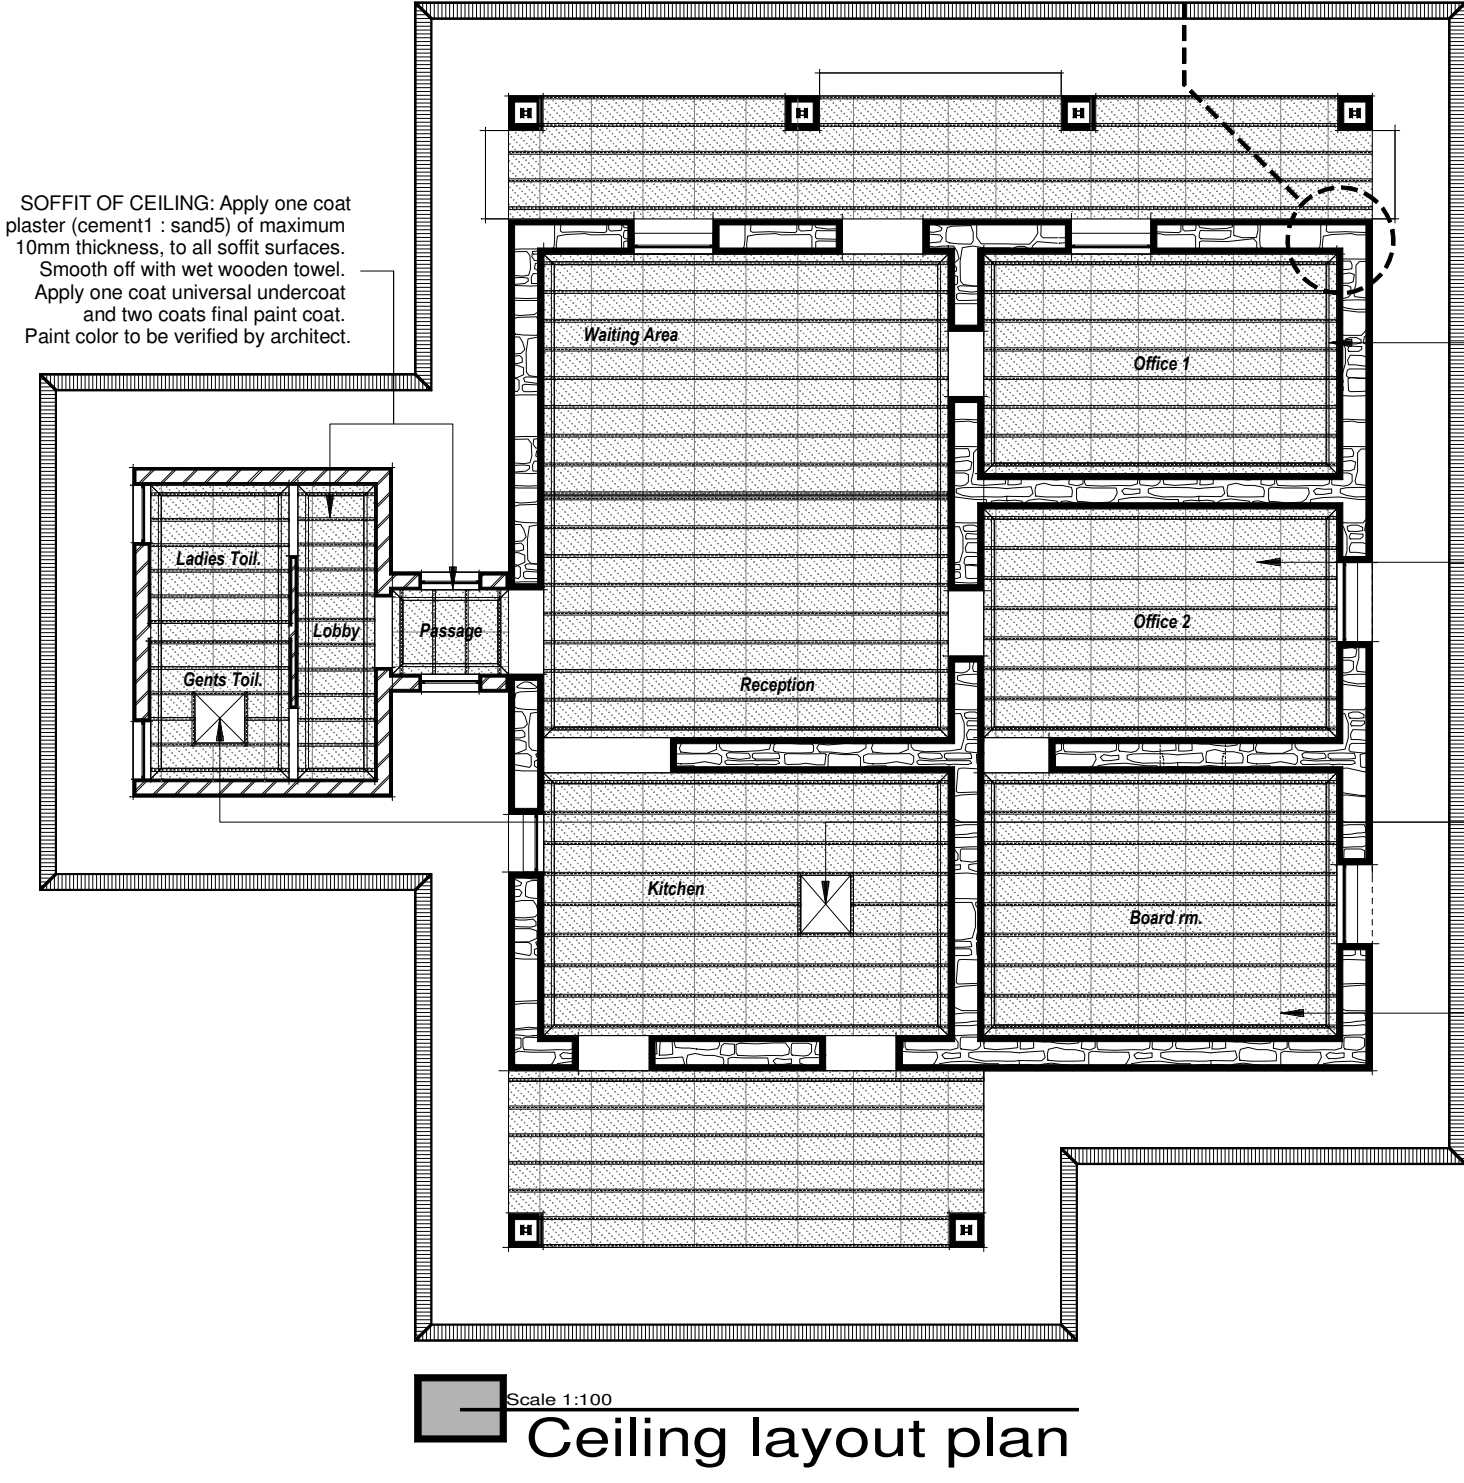 SOFFIT OF CEILING: Apply one coat
plaster (cement1 : sand5) of maximum
10mm thickness, to all soffit surfaces.
Smooth off with wet wooden towel.
Apply one coat universal undercoat
and two coats final paint coat.
Paint color to be verified by architect.
Waiting Area
Office 1
Ladies Toil.
Lobby
Passage
Office 2
Gents Toil.
Reception
Kitchen
Board rm.
Scale 1:100
Ceiling layout plan